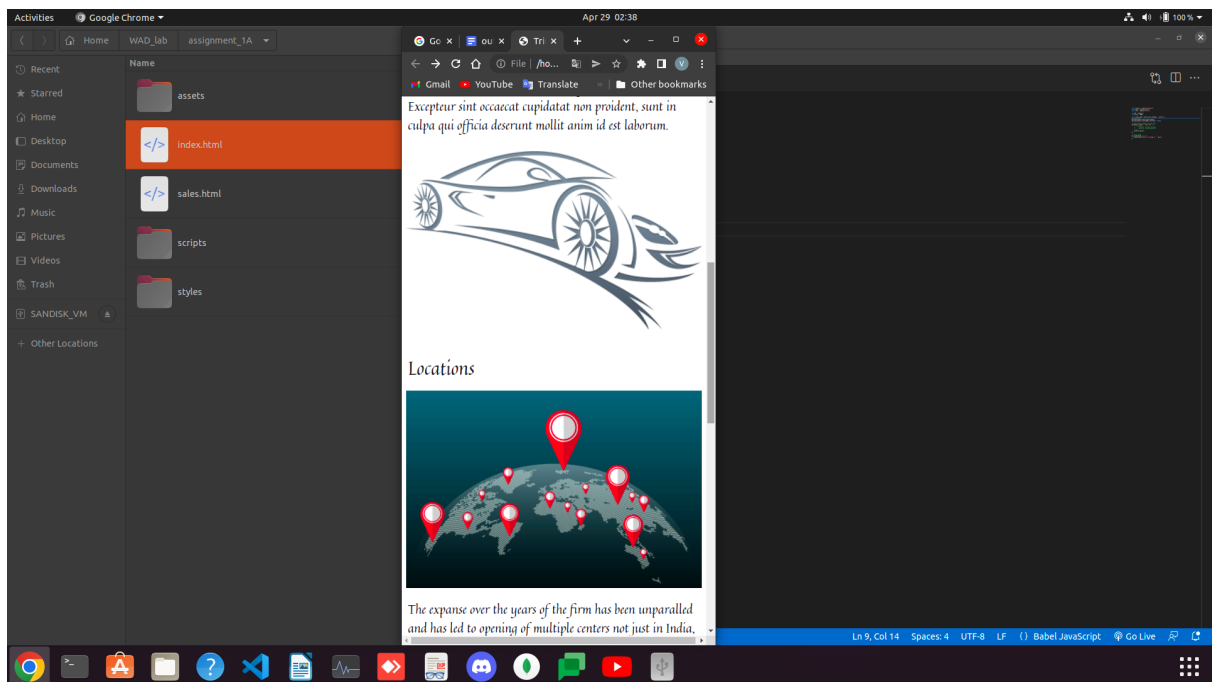 Activities
Google Chrome
Apr 29 02:38
100 %
Home
WAD_lab
assignment_1A
Recent
Starred
Home
Desktop
Documents
Downloads
Music
Pictures
Videos
Trash
SANDISK_VM
+ Other Locations
Name
assets
index.html
sales.html
scripts
styles
Go
ou
Tri
File
/ho...
V
Gmail
YouTube
Translate
Other bookmarks
Excepteur sint occaecat cupidatat non proident, sunt in
culpa qui officia deserunt mollit anim id est laborum.
Locations
The expanse over the years of the firm has been unparalled
and has led to opening of multiple centers not just in India,
Ln 9, Col 14
Spaces: 4
UTF-8
LF
{ } Babel JavaScript
Go Live